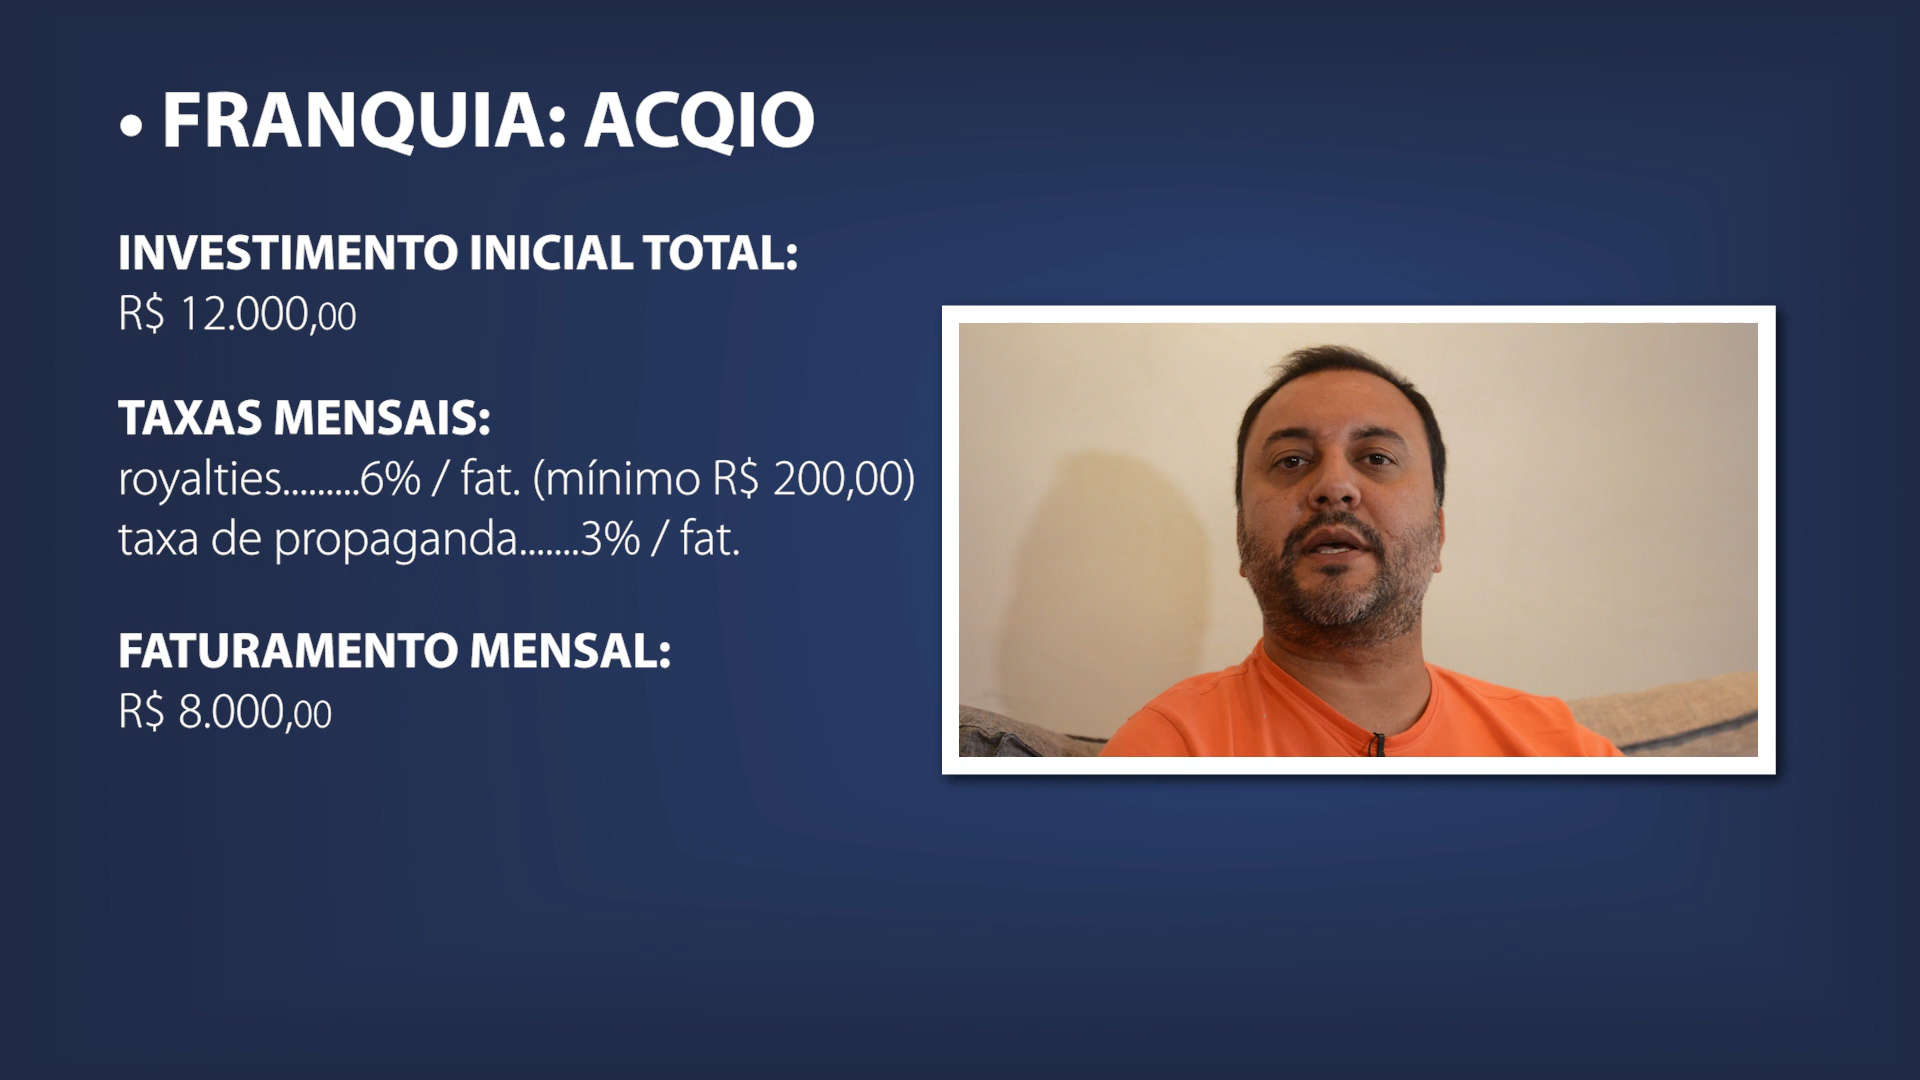 • FRANQUIA: ACQIO
INVESTIMENTO INICIAL TOTAL:
R$ 12.000,00
TAXAS MENSAIS:
royalties.........6% / fat. (mínimo R$ 200,00)
taxa de propaganda.......3% / fat.
FATURAMENTO MENSAL:
R$ 8.000,00